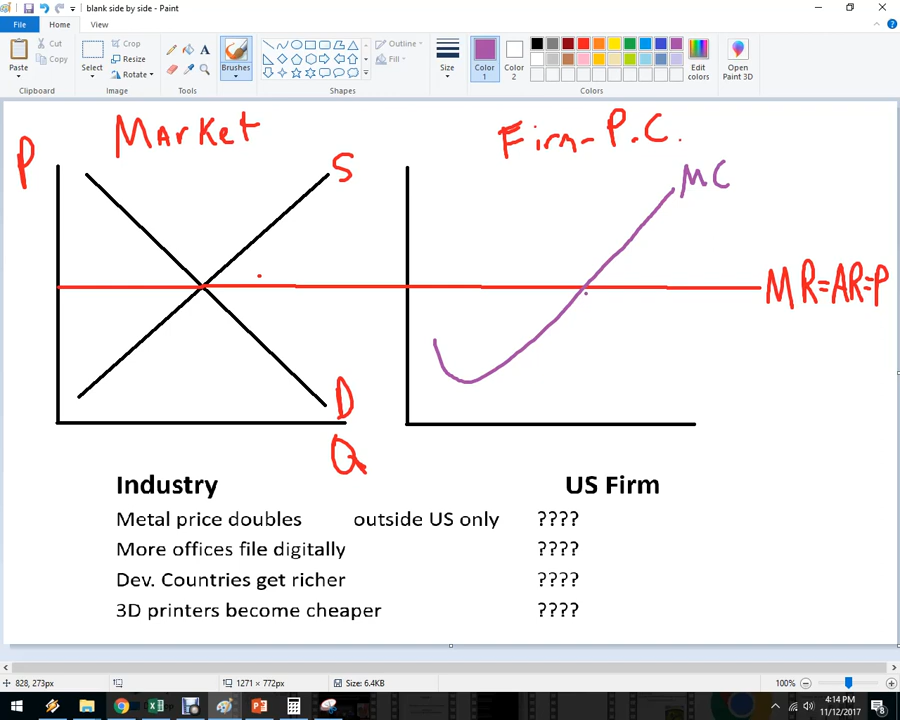 blank side by side - Paint
File
Home
View
Paste
Cut
Copy
Clipboard
Select
Crop
Resize
Rotate
Image
A
Tools
Brushes
Outline
Fill
Shapes
Size
Color 1
Color 2
Edit colors
Open Paint 3D
Colors
Market
Firm-P.C.
P
S
MC
MR=AR=P
D
Q
Industry
US Firm
Metal price doubles outside US only ????
More offices file digitally ????
Dev. Countries get richer ????
3D printers become cheaper ????
828, 273px
1271 × 772px
Size: 6.4KB
100%
4:14 PM
11/12/2017
8